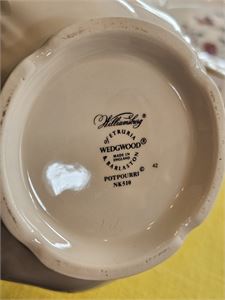 Williamsburg®
OF ETRURIA
WEDGWOOD®
MADE IN
ENGLAND
& BARLASTON
POTPOURRI©
NK510
42